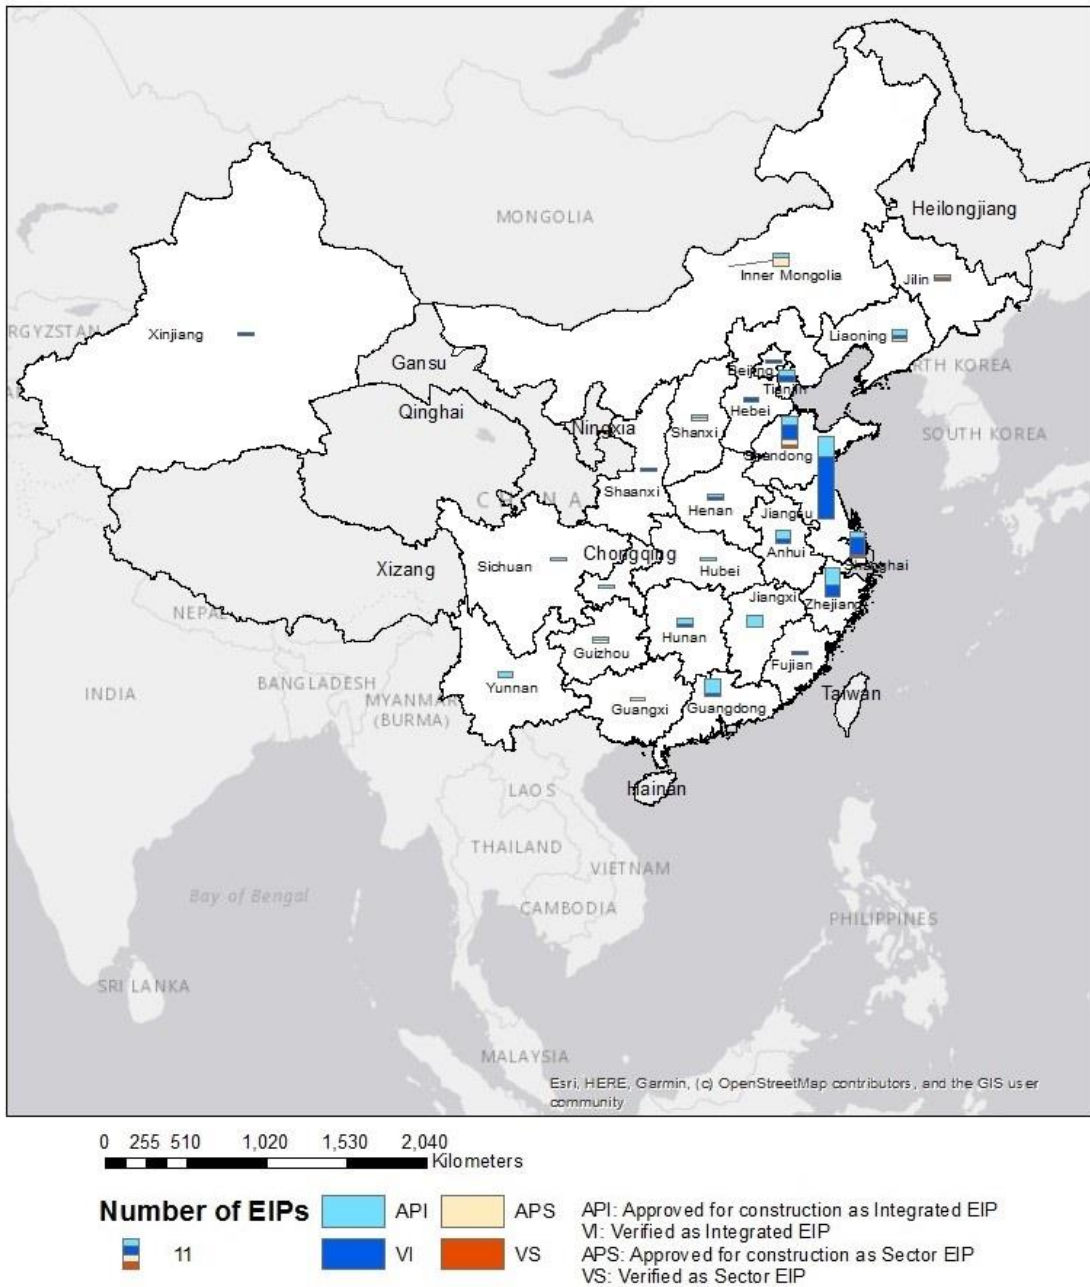 MONGOLIA
Heilongjiang
Inner Mongolia
Jilin
RGYZSTAN
Xinjiang
Liaoning
Gansu
Beijing
RTH KOREA
Tianjin
Qinghai
Hebei
Ningxia
Shanxi
SOUTH KOREA
Shandong
Shaanxi
CHINA
Henan
Jiangsu
Chongqing
Anhui
Xizang
Sichuan
Hubei
Shanghai
Jiangxi
Zhejiang
NEPAL
Hunan
Guizhou
Fujian
INDIA
BANGLADESH
Yunnan
MYANMAR
(BURMA)
Guangxi
Guangdong
Taiwan
LAOS
Hainan
THAILAND
VIETNAM
Bay of Bengal
CAMBODIA
PHILIPPINES
SRI LANKA
MALAYSIA
Esri, HERE, Garmin, (c) OpenStreetMap contributors, and the GIS user
community
0 255 510 1,020 1,530 2,040
Kilometers
Number of EIPs
11
API APS
VI VS
API: Approved for construction as Integrated EIP
VI: Verified as Integrated EIP
APS: Approved for construction as Sector EIP
VS: Verified as Sector EIP